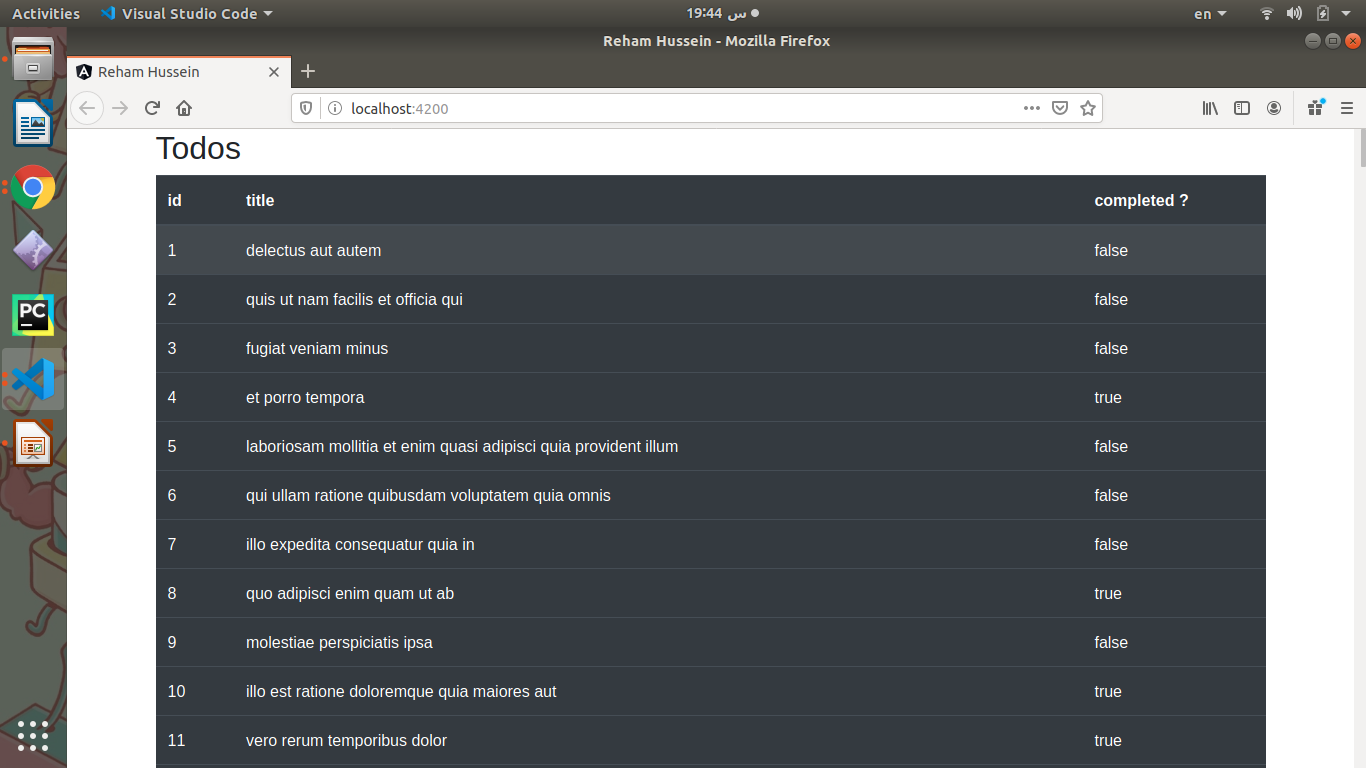 Activities Visual Studio Code 19:44 س en
Reham Hussein - Mozilla Firefox
Reham Hussein
localhost:4200
Todos
id title completed ?
1 delectus aut autem false
2 quis ut nam facilis et officia qui false
3 fugiat veniam minus false
4 et porro tempora true
5 laboriosam mollitia et enim quasi adipisci quia provident illum false
6 qui ullam ratione quibusdam voluptatem quia omnis false
7 illo expedita consequatur quia in false
8 quo adipisci enim quam ut ab true
9 molestiae perspiciatis ipsa false
10 illo est ratione doloremque quia maiores aut true
11 vero rerum temporibus dolor true
PC